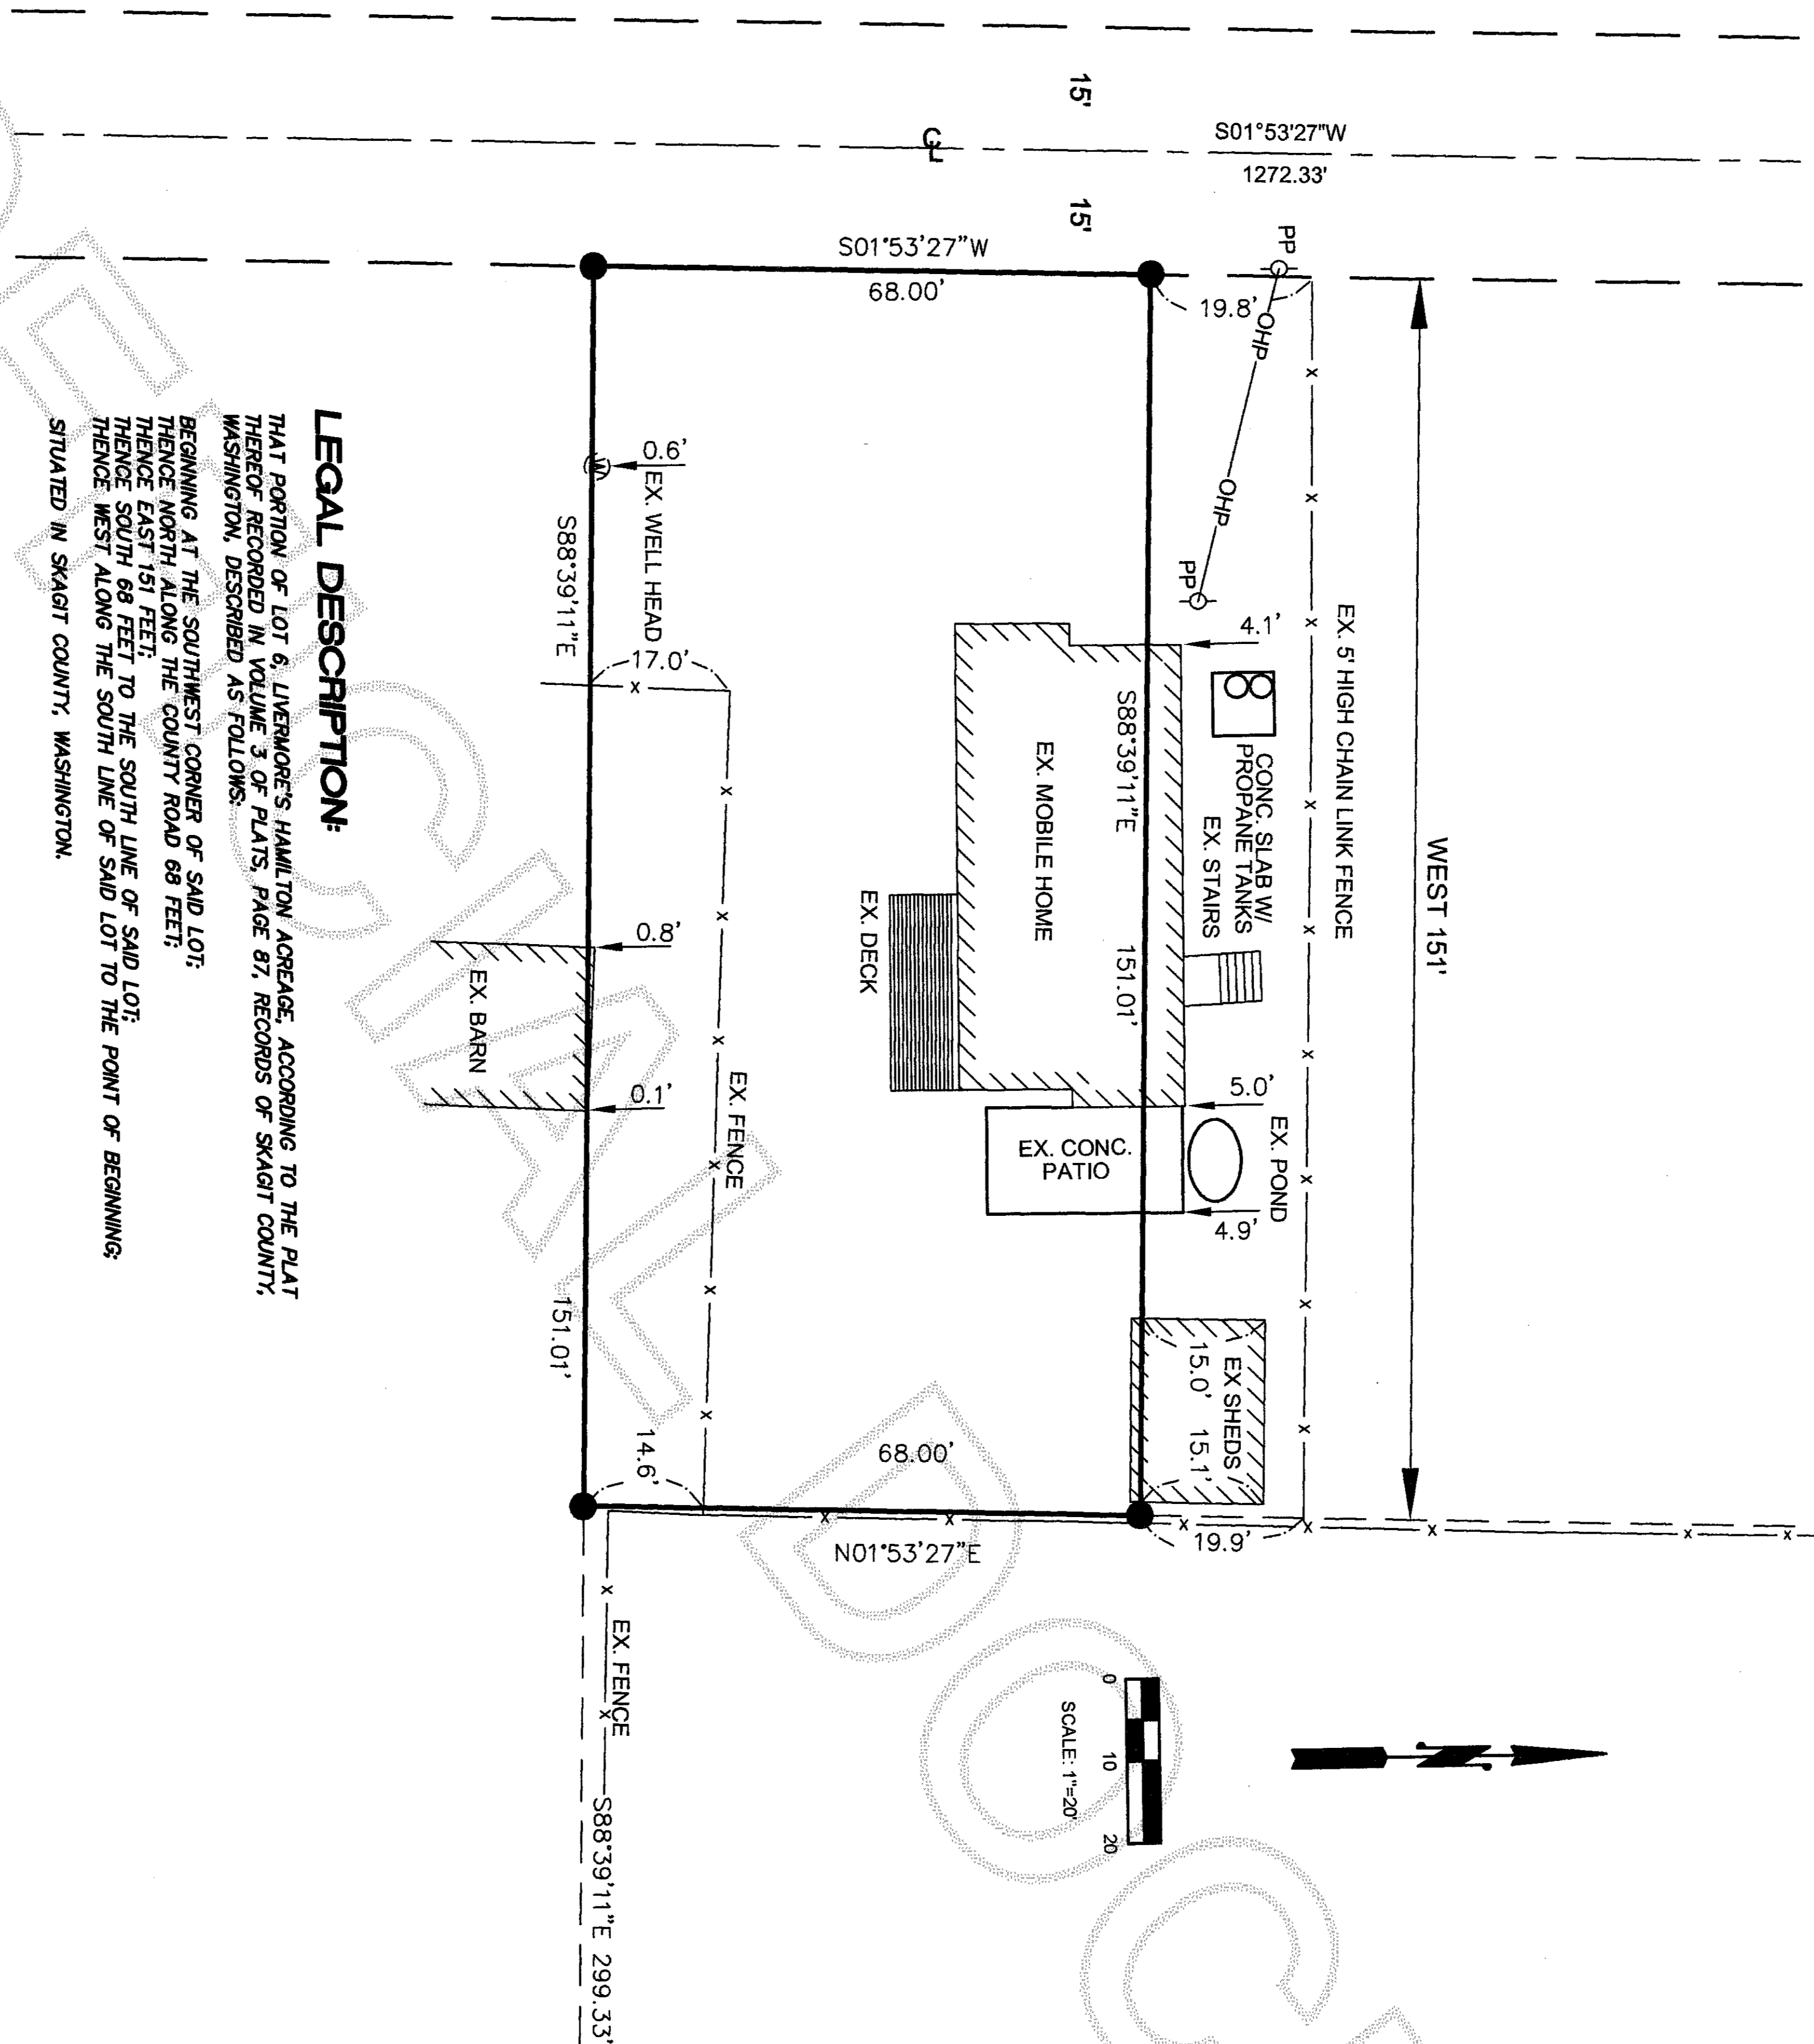 15'
S01°53'27"W
1272.33'
℄
15'
S01°53'27"W
68.00'
PP
19.8'
OHP
OHP
PP
WEST 151'
EX. 5' HIGH CHAIN LINK FENCE
0.6'
EX. WELL HEAD
S88°39'11"E
17.0'
4.1'
CONC. SLAB W/
PROPANE TANKS
EX. STAIRS
S88°39'11"E
151.01'
EX. MOBILE HOME
EX. DECK
0.8'
EX. BARN
0.1'
EX. FENCE
5.0'
EX. POND
EX. CONC.
PATIO
4.9'
EX SHEDS
15.0' 15.1'
151.01'
14.6'
68.00'
N01°53'27"E
19.9'
EX. FENCE
S88°39'11"E 299.33'
0 10 20
SCALE: 1"=20'
LEGAL DESCRIPTION:
THAT PORTION OF LOT 6, LIVERMORE'S HAMILTON ACREAGE, ACCORDING TO THE PLAT
THEREOF RECORDED IN VOLUME 3 OF PLATS, PAGE 87, RECORDS OF SKAGIT COUNTY,
WASHINGTON, DESCRIBED AS FOLLOWS:
BEGINNING AT THE SOUTHWEST CORNER OF SAID LOT;
THENCE NORTH ALONG THE COUNTY ROAD 68 FEET;
THENCE EAST 151 FEET;
THENCE SOUTH 68 FEET TO THE SOUTH LINE OF SAID LOT;
THENCE WEST ALONG THE SOUTH LINE OF SAID LOT TO THE POINT OF BEGINNING;
SITUATED IN SKAGIT COUNTY, WASHINGTON.